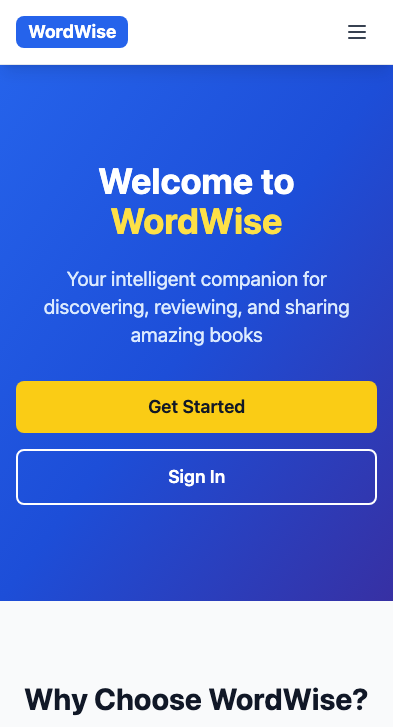 WordWise
Welcome to
WordWise
Your intelligent companion for
discovering, reviewing, and sharing
amazing books
Get Started
Sign In
Why Choose WordWise?